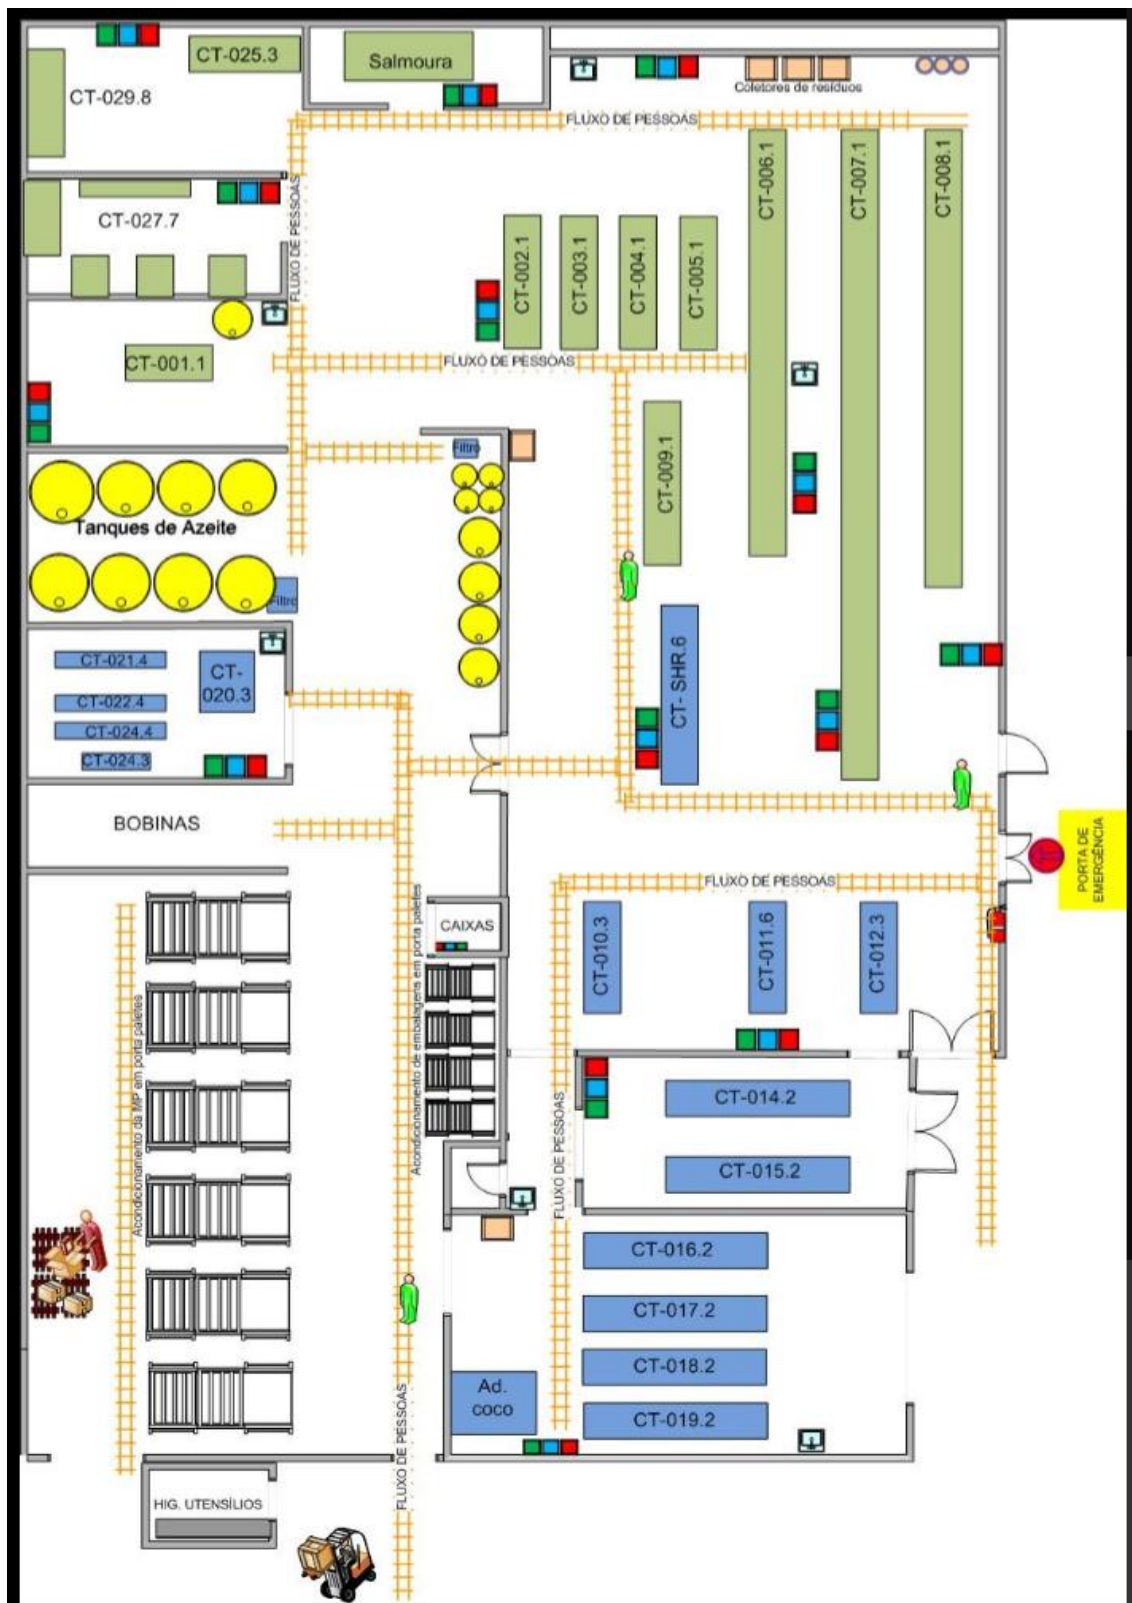 CT-025.3
CT-029.8
Salmoura
Coletores de resíduos
FLUXO DE PESSOAS
CT-027.7
FLUXO DE PESSOAS
CT-002.1
CT-003.1
CT-004.1
CT-005.1
CT-006.1
CT-007.1
CT-008.1
CT-001.1
FLUXO DE PESSOAS
Filtro
CT-009.1
Tanques de Azeite
Filtro
CT-021.4
CT-022.4
CT-024.4
CT-024.3
CT-
020.3
CT- SHR.6
BOBINAS
PORTA DE
EMERGÊNCIA
FLUXO DE PESSOAS
CAIXAS
CT-010.3
CT-011.6
CT-012.3
Acondicionamento da MP em porta paletes
Acondicionamento de embalagens em porta paletes
CT-014.2
CT-015.2
FLUXO DE PESSOAS
CT-016.2
CT-017.2
CT-018.2
CT-019.2
Ad.
coco
FLUXO DE PESSOAS
HIG. UTENSÍLIOS